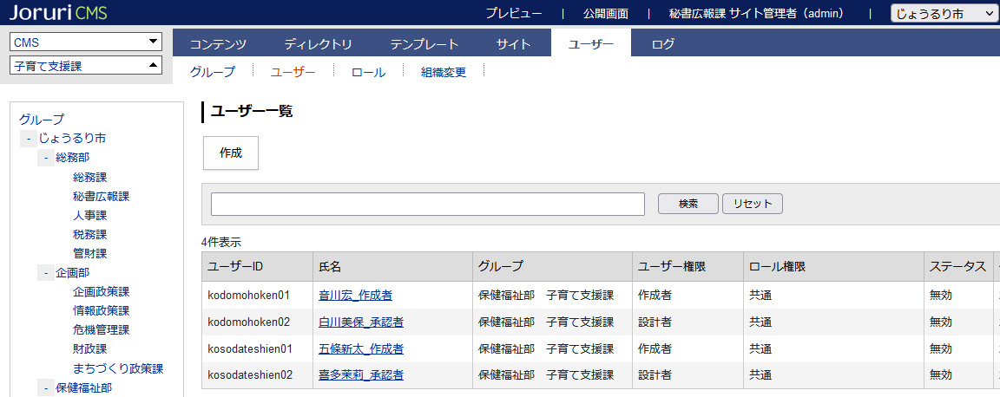 Joruri CMS
プレビュー | 公開画面 | 秘書広報課 サイト管理者（admin） | じょうるり市
CMS
子育て支援課
コンテンツ ディレクトリ テンプレート サイト ユーザー ログ
グループ ユーザー ロール 組織変更
グループ
- じょうるり市
- 総務部
総務課
秘書広報課
人事課
税務課
管財課
- 企画部
企画政策課
情報政策課
危機管理課
財政課
まちづくり政策課
- 保健福祉部
ユーザー一覧
作成
検索 リセット
4件表示
ユーザーID 氏名 グループ ユーザー権限 ロール権限 ステータス
kodomohoken01 音川宏_作成者 保健福祉部 子育て支援課 作成者 共通 無効
kodomohoken02 白川美保_承認者 保健福祉部 子育て支援課 設計者 共通 無効
kosodateshien01 五條新太_作成者 保健福祉部 子育て支援課 作成者 共通 無効
kosodateshien02 喜多茉莉_承認者 保健福祉部 子育て支援課 設計者 共通 無効